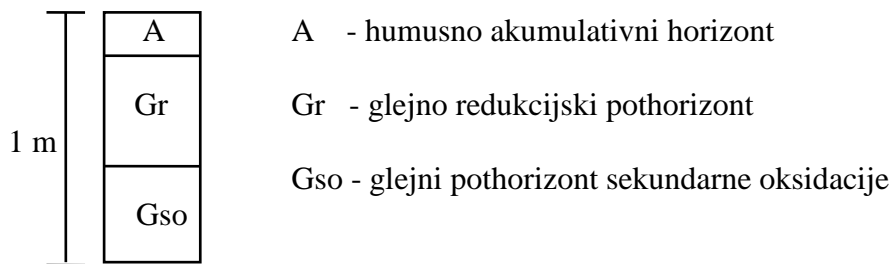 A
Gr
Gso
1 m
A - humusno akumulativni horizont
Gr - glejno redukcijski pothorizont
Gso - glejni pothorizont sekundarne oksidacije